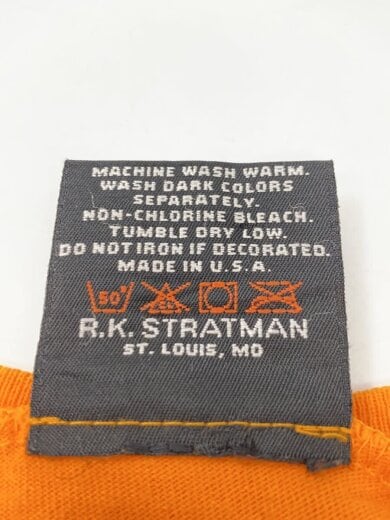 MACHINE WASH WARM.
WASH DARK COLORS
SEPARATELY.
NON-CHLORINE BLEACH.
TUMBLE DRY LOW.
DO NOT IRON IF DECORATED.
MADE IN U.S.A.
50°
R.K. STRATMAN
ST. LOUIS, MO